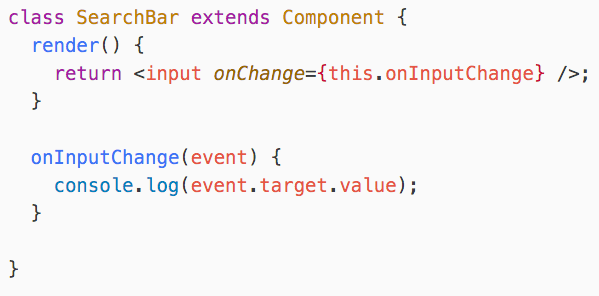 class SearchBar extends Component {
  render() {
    return <input onChange={this.onInputChange} />;
  }

  onInputChange(event) {
    console.log(event.target.value);
  }

}